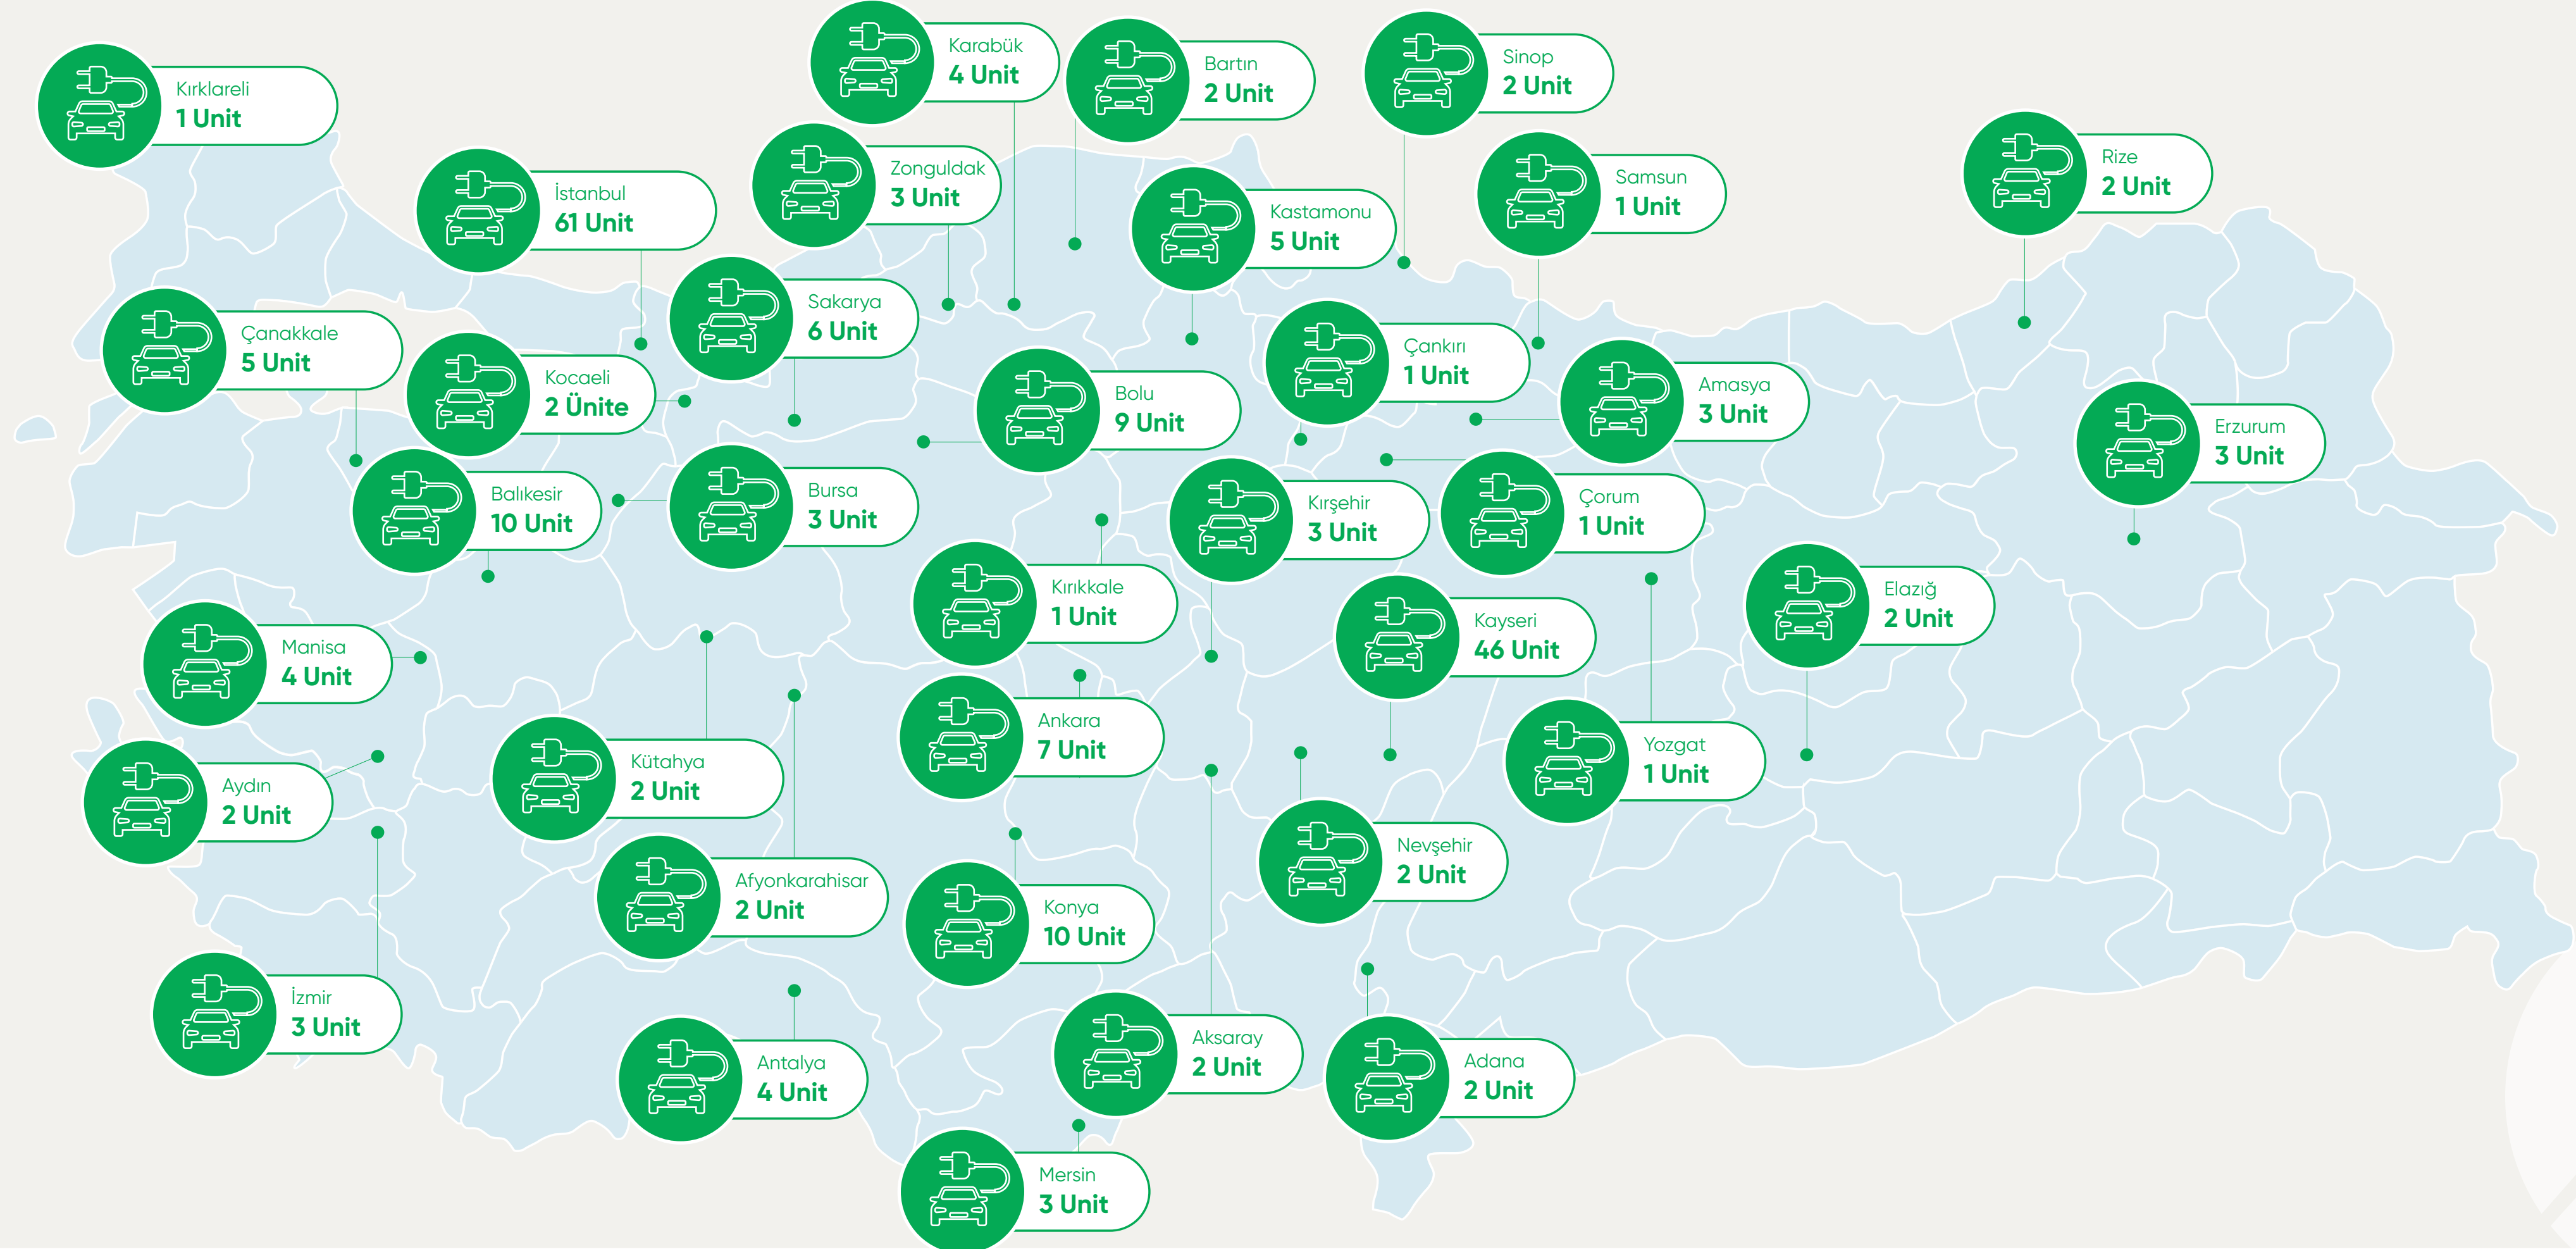 Karabük
4 Unit
Bartın
2 Unit
Sinop
2 Unit
Kırklareli
1 Unit
Zonguldak
3 Unit
Rize
2 Unit
Samsun
1 Unit
İstanbul
61 Unit
Kastamonu
5 Unit
Sakarya
6 Unit
Çanakkale
5 Unit
Çankırı
1 Unit
Kocaeli
2 Ünite
Amasya
3 Unit
Bolu
9 Unit
Erzurum
3 Unit
Balıkesir
10 Unit
Bursa
3 Unit
Kırşehir
3 Unit
Çorum
1 Unit
Kırıkkale
1 Unit
Elazığ
2 Unit
Kayseri
46 Unit
Manisa
4 Unit
Ankara
7 Unit
Yozgat
1 Unit
Kütahya
2 Unit
Aydın
2 Unit
Nevşehir
2 Unit
Afyonkarahisar
2 Unit
Konya
10 Unit
İzmir
3 Unit
Aksaray
2 Unit
Antalya
4 Unit
Adana
2 Unit
Mersin
3 Unit